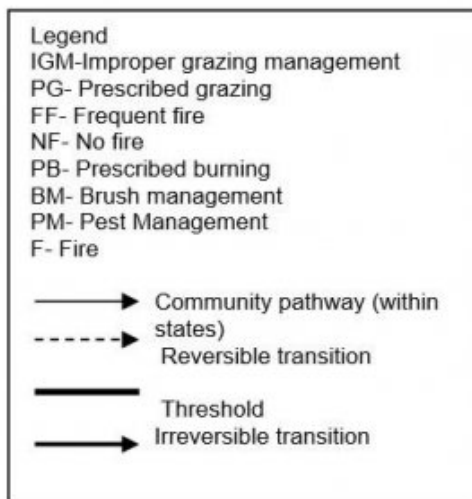 Legend
IGM-Improper grazing management
PG- Prescribed grazing
FF- Frequent fire
NF- No fire
PB- Prescribed burning
BM- Brush management
PM- Pest Management
F- Fire
Community pathway (within
states)
Reversible transition
Threshold
Irreversible transition